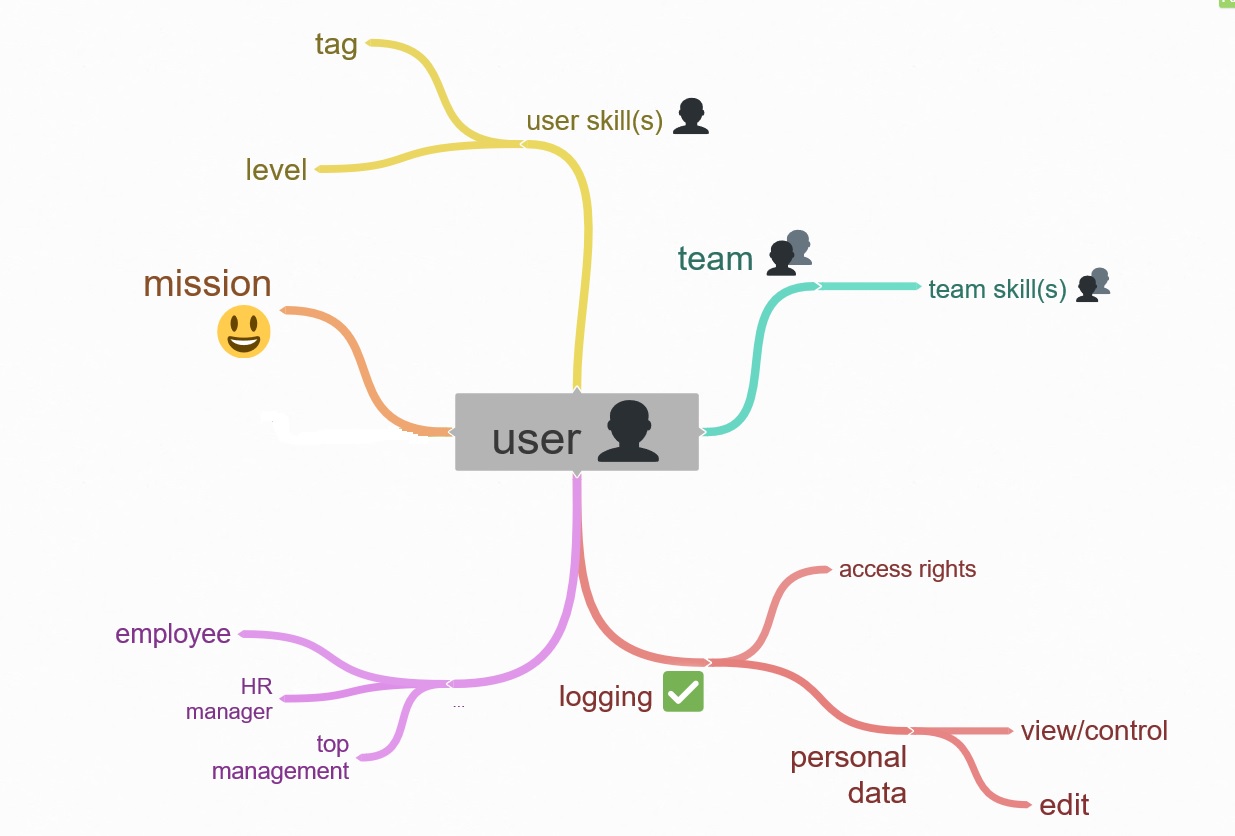 tag
user skill(s)
level
team
mission
team skill(s)
user
access rights
employee
HR
manager
logging
...
top
management
view/control
personal
data
edit